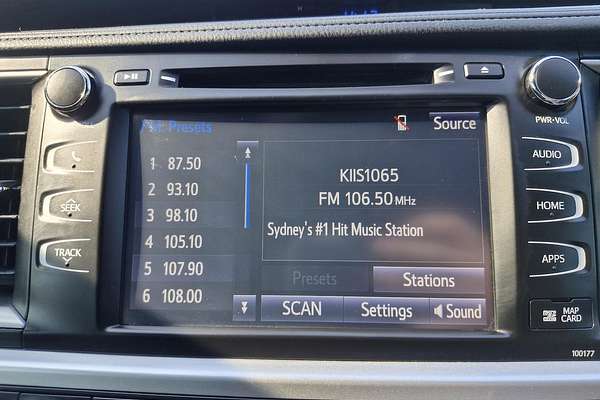 FM: Presets
Source
1 87.50
2 93.10
3 98.10
4 105.10
5 107.90
6 108.00
KIIS1065
FM 106.50 MHz
Sydney's #1 Hit Music Station
Presets
Stations
SCAN
Settings
Sound
SEEK
TRACK
PWR•VOL
AUDIO
HOME
APPS
MAP
CARD
100177